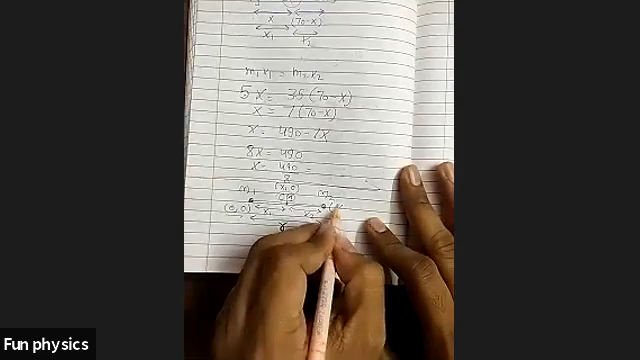 x (70-x)
x₁ x₂
m₁x₁ = m₂x₂
5x = 35(70-x)
x = 7(70-x)
x = 490-7x
8x = 490
x = 490/8 =
(x₁,0)
m₁ CM m₂
(0,0) x₁ x₂
r
Fun physics